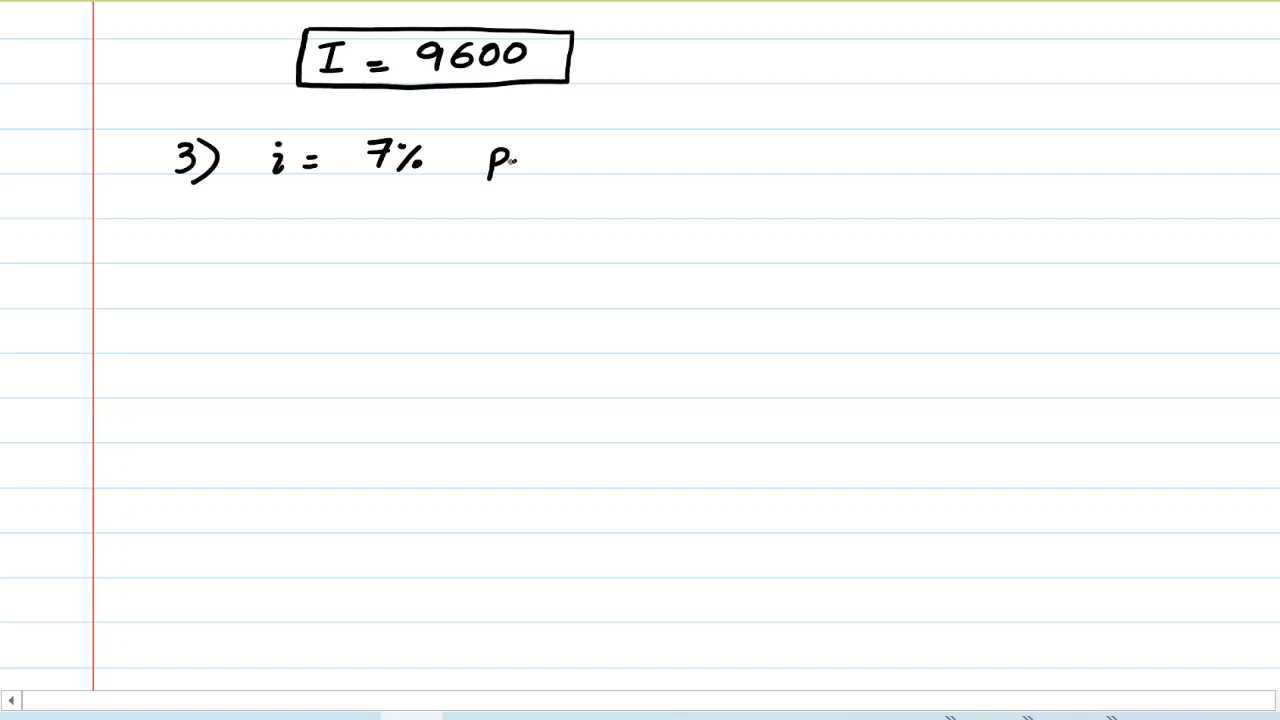 I = 9600
3) i = 7% p.